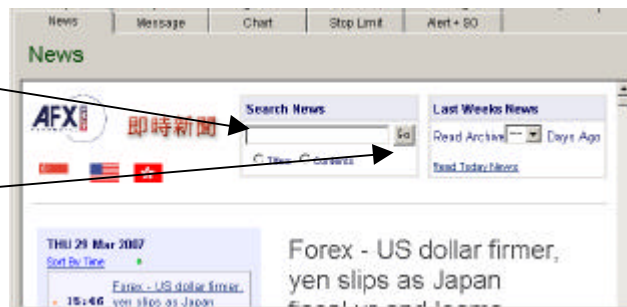 News Message Chart Stop Limit Alert + SO
News
AFX 即時新聞
Search News
Go
Titles Contents
Last Weeks News
Read Archive --- Days Ago
Read Today News
THU 29 Mar 2007
Sort By Time
15:46 Forex - US dollar firmer, yen slips as Japan
Forex - US dollar firmer,
yen slips as Japan